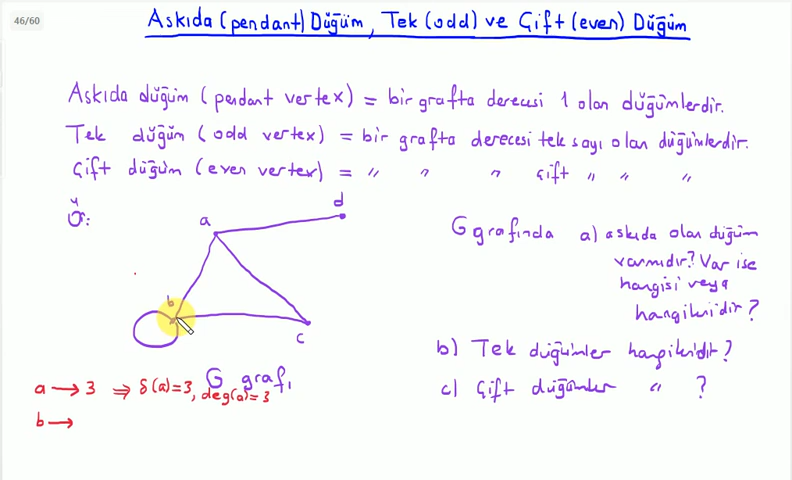 46/60
Askıda (pendant) Düğüm, Tek (odd) ve Çift (even) Düğüm
Askıda düğüm (pendant vertex) = bir grafta derecesi 1 olan düğümlerdir.
Tek düğüm (odd vertex) = bir grafta derecesi tek sayı olan düğümlerdir.
Çift düğüm (even vertex) = " " " çift " " "
Ö:
a
d
b
c
G grafı
G grafında a) askıda olan düğüm
varmıdır? Var ise
hangisi veya
hangileridir?
b) Tek düğümler hangileridir?
c) Çift düğümler " ?
a → 3 ⇒ δ(a)=3, deg(a)=3
b →